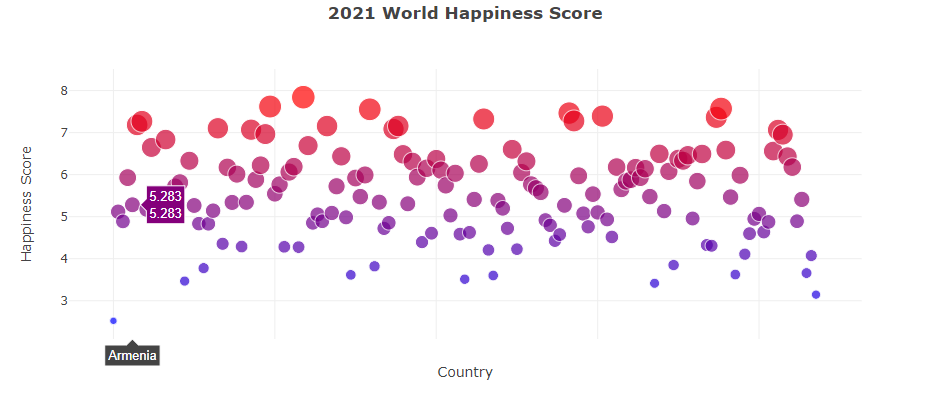 2021 World Happiness Score
Happiness Score
8
7
6
5
4
3
5.283
5.283
Armenia
Country